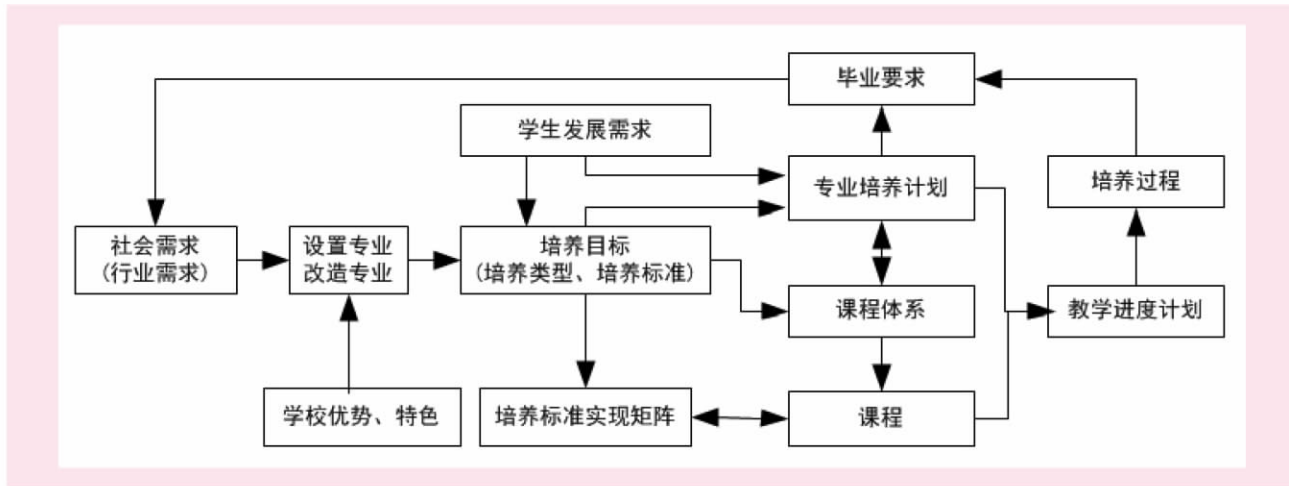 毕业要求
学生发展需求
专业培养计划
培养过程
社会需求
(行业需求)
设置专业
改造专业
培养目标
(培养类型、培养标准)
课程体系
教学进度计划
学校优势、特色
培养标准实现矩阵
课程